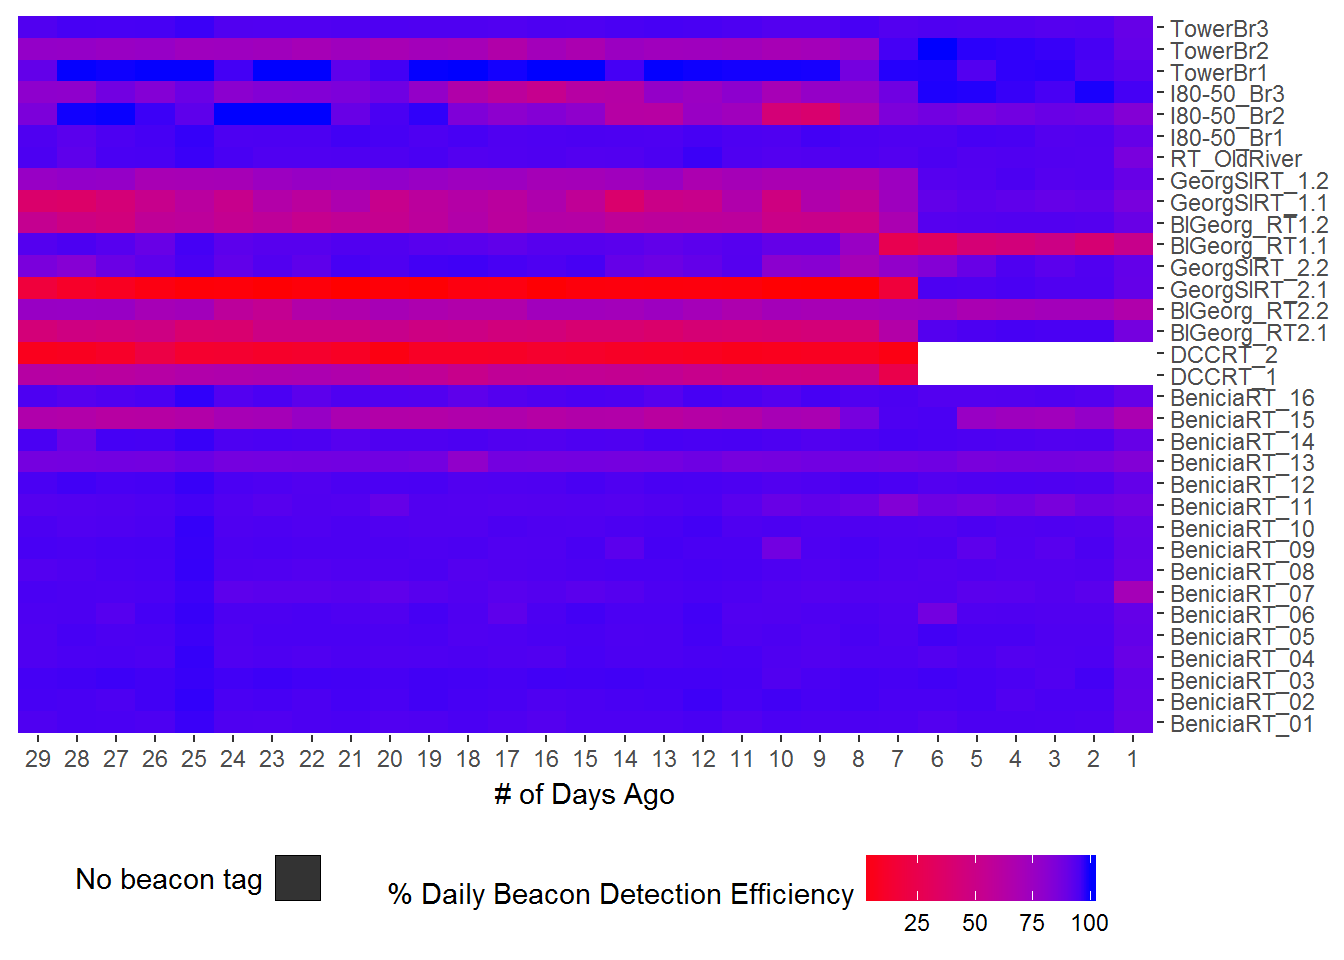 TowerBr3
TowerBr2
TowerBr1
I80-50_Br3
I80-50_Br2
I80-50_Br1
RT_OldRiver
GeorgSlRT_1.2
GeorgSlRT_1.1
BlGeorg_RT1.2
BlGeorg_RT1.1
GeorgSlRT_2.2
GeorgSlRT_2.1
BlGeorg_RT2.2
BlGeorg_RT2.1
DCCRT_2
DCCRT_1
BeniciaRT_16
BeniciaRT_15
BeniciaRT_14
BeniciaRT_13
BeniciaRT_12
BeniciaRT_11
BeniciaRT_10
BeniciaRT_09
BeniciaRT_08
BeniciaRT_07
BeniciaRT_06
BeniciaRT_05
BeniciaRT_04
BeniciaRT_03
BeniciaRT_02
BeniciaRT_01
29 28 27 26 25 24 23 22 21 20 19 18 17 16 15 14 13 12 11 10 9 8 7 6 5 4 3 2 1
# of Days Ago
No beacon tag
% Daily Beacon Detection Efficiency
25 50 75 100